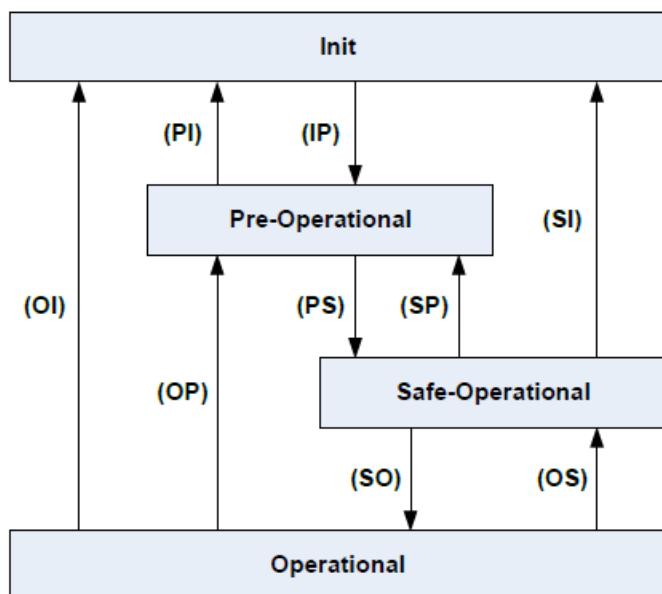 Init
(PI)
(IP)
Pre-Operational
(SI)
(OI)
(PS)
(SP)
Safe-Operational
(OP)
(SO)
(OS)
Operational